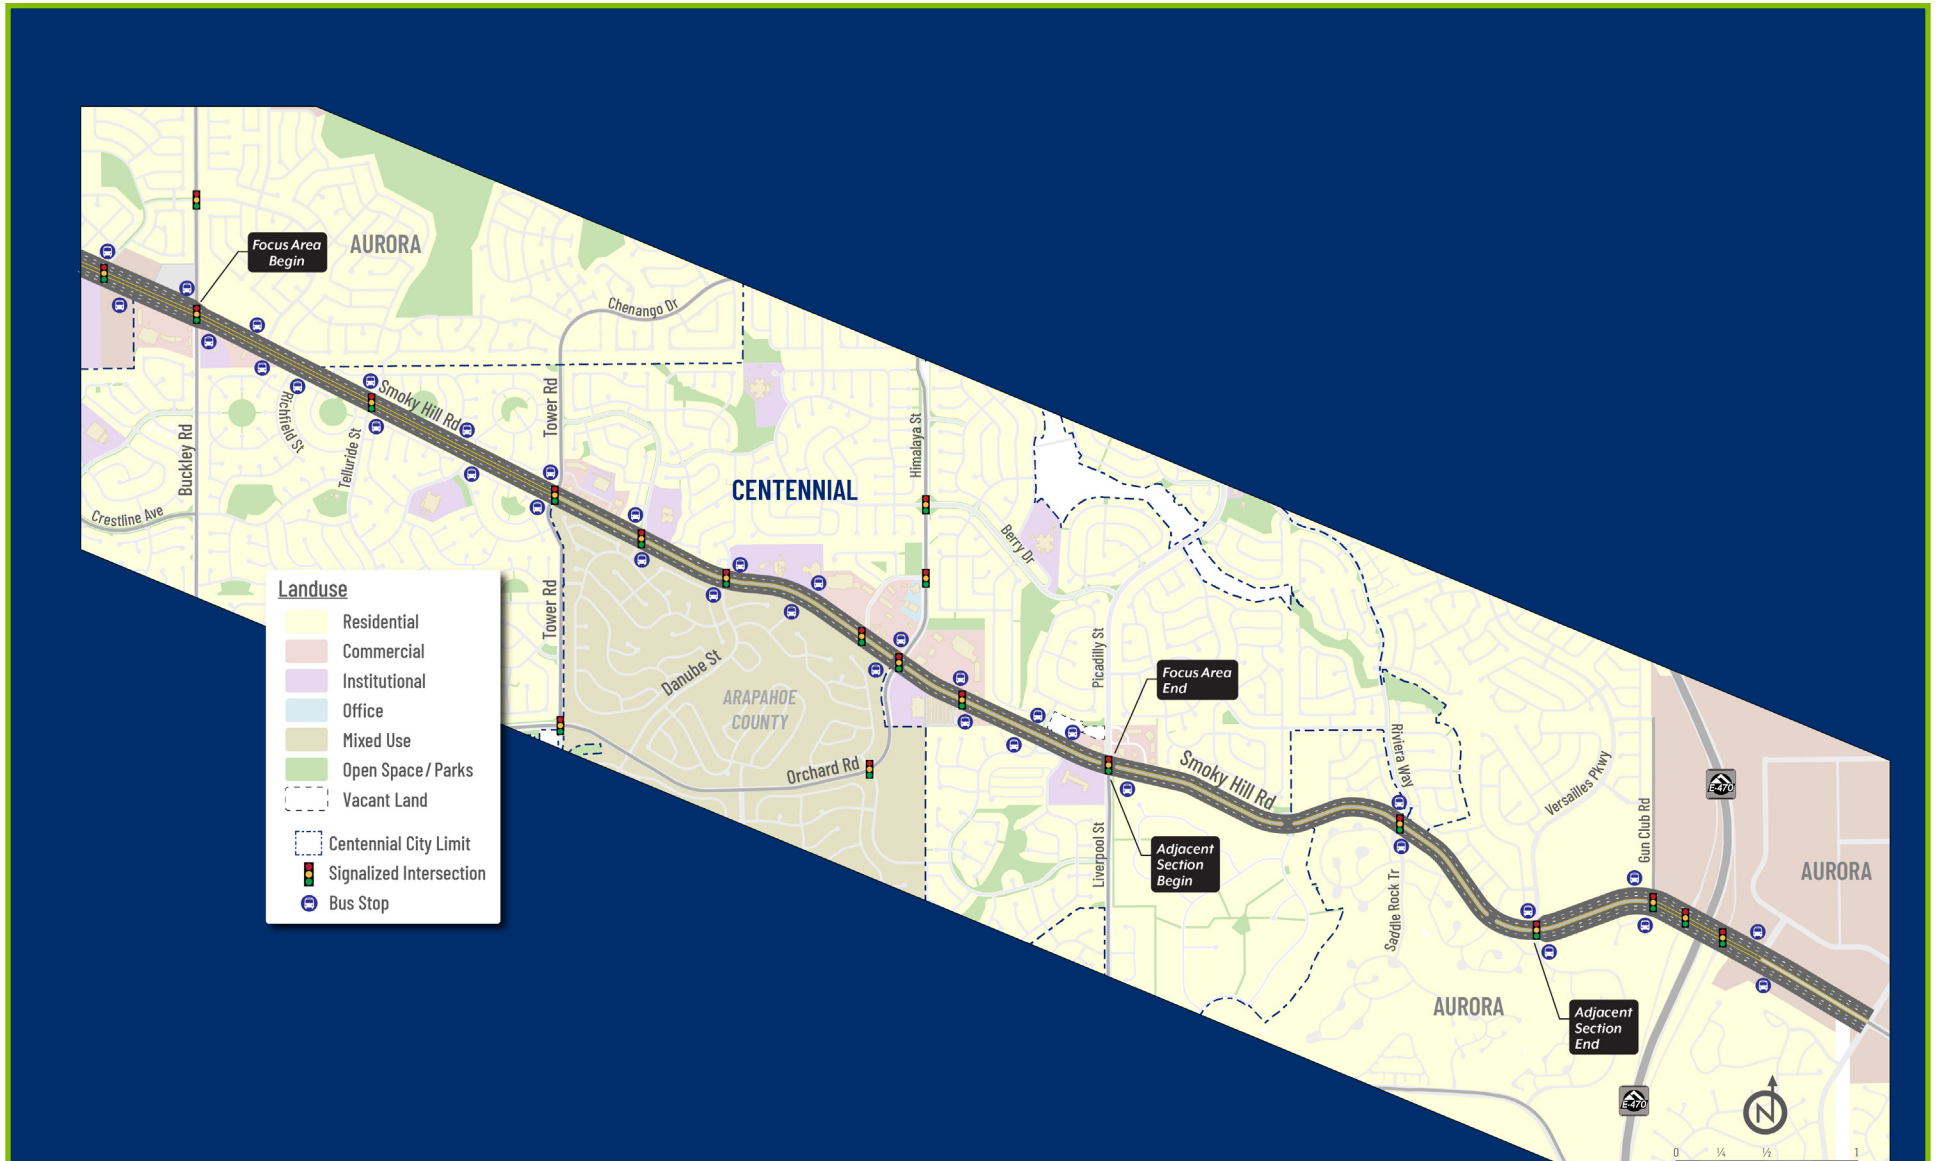 AURORA
Focus Area
Begin
Chenango Dr
Smoky Hill Rd
Tower Rd
Richfield St
Telluride St
Buckley Rd
Himalaya St
CENTENNIAL
Crestline Ave
Berry Dr
Landuse
Residential
Commercial
Institutional
Office
Mixed Use
Open Space / Parks
Vacant Land
Centennial City Limit
Signalized Intersection
Bus Stop
Tower Rd
Danube St
ARAPAHOE
COUNTY
Orchard Rd
Picadilly St
Focus Area
End
Smoky Hill Rd
Riviera Way
Versailles Pkwy
E-470
Gun Club Rd
Liverpool St
Adjacent
Section
Begin
AURORA
Saddle Rock Tr
AURORA
Adjacent
Section
End
E-470
N
0 ¼ ½ 1